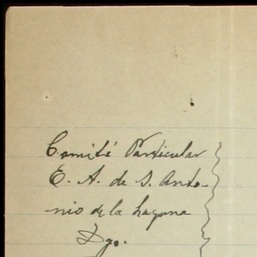 Comité Particular
E. A. de S. Anto-
nio de la Laguna
Dgo.